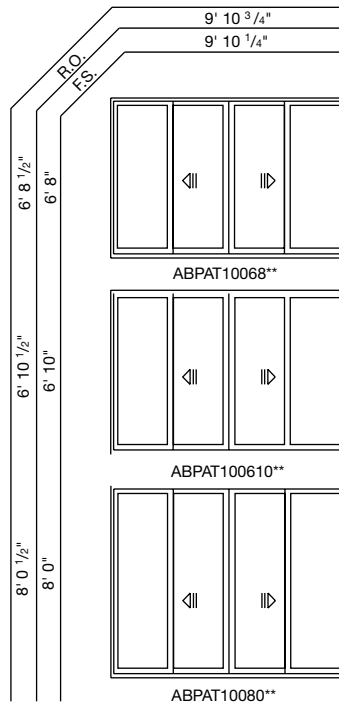 9' 10 3/4"
R.O.
9' 10 1/4"
F.S.
6' 8 1/2"
6' 8"
ABPAT10068**
6' 10 1/2"
6' 10"
ABPAT100610**
8' 0 1/2"
8' 0"
ABPAT10080**